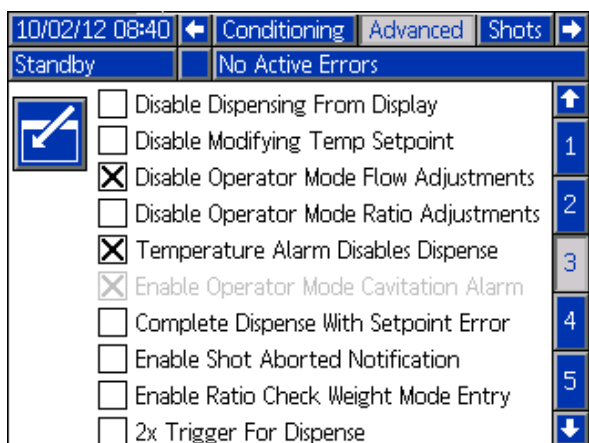 10/02/12 08:40 Conditioning Advanced Shots
Standby No Active Errors
Disable Dispensing From Display
Disable Modifying Temp Setpoint
1
Disable Operator Mode Flow Adjustments
Disable Operator Mode Ratio Adjustments
2
Temperature Alarm Disables Dispense
3
Enable Operator Mode Cavitation Alarm
Complete Dispense With Setpoint Error
4
Enable Shot Aborted Notification
5
Enable Ratio Check Weight Mode Entry
2x Trigger For Dispense